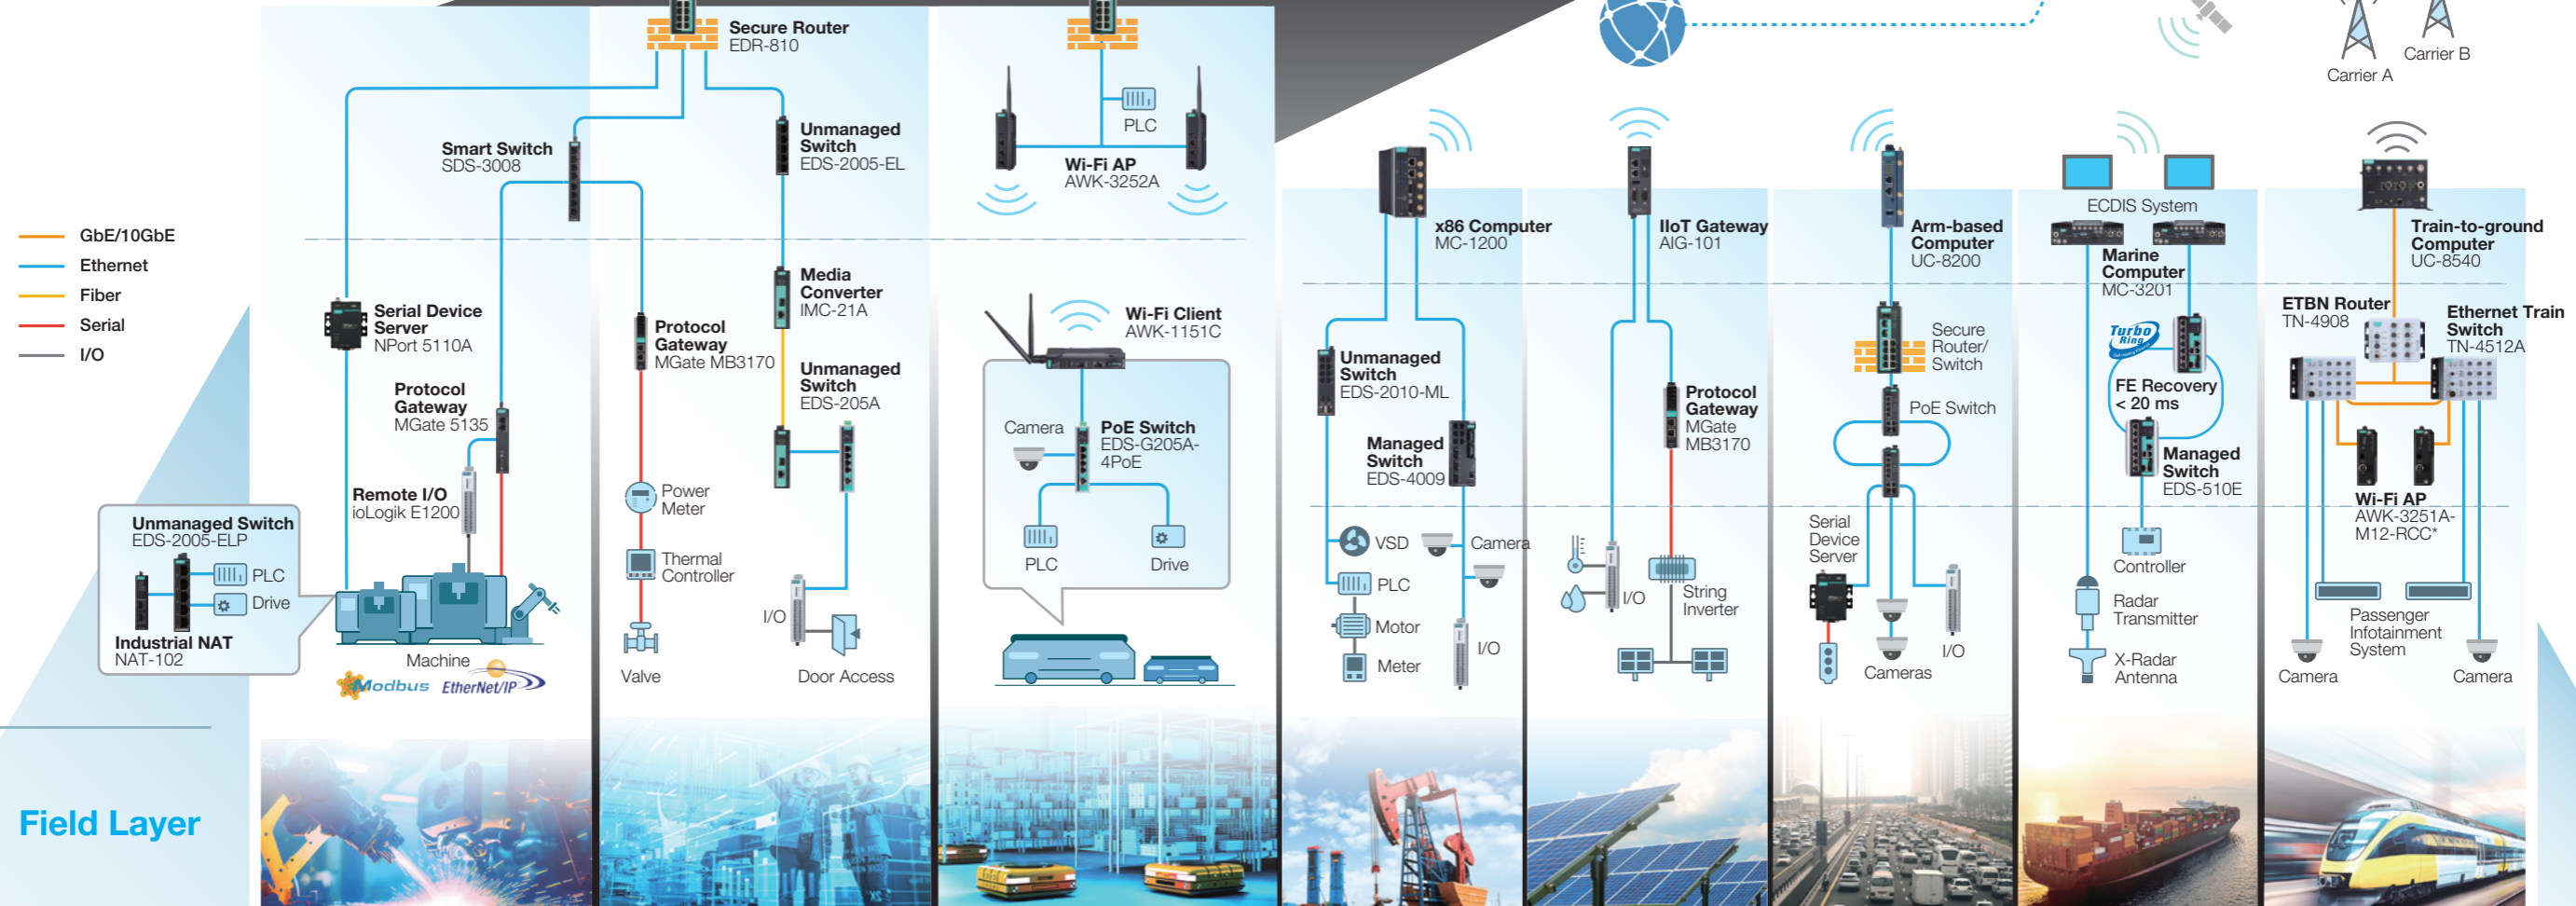 Secure Router
EDR-810
Carrier B
Carrier A
PLC
Unmanaged
Switch
EDS-2005-EL
Smart Switch
SDS-3008
Wi-Fi AP
AWK-3252A
GbE/10GbE
Ethernet
Fiber
Serial
I/O
Media
Converter
IMC-21A
Serial Device
Server
NPort 5110A
Protocol
Gateway
MGate MB3170
Unmanaged
Switch
EDS-205A
Protocol
Gateway
MGate 5135
Remote I/O
ioLogik E1200
Power
Meter
Thermal
Controller
I/O
Valve
Door Access
Unmanaged Switch
EDS-2005-ELP
PLC
Drive
Industrial NAT
NAT-102
Machine
Modbus
EtherNet/IP
Wi-Fi Client
AWK-1151C
Camera
PoE Switch
EDS-G205A-
4PoE
PLC
Drive
x86 Computer
MC-1200
Unmanaged
Switch
EDS-2010-ML
Managed
Switch
EDS-4009
VSD
Camera
PLC
Motor
Meter
I/O
IIoT Gateway
AIG-101
Protocol
Gateway
MGate
MB3170
I/O
String
Inverter
Arm-based
Computer
UC-8200
Secure
Router/
Switch
PoE Switch
Serial
Device
Server
Cameras
I/O
ECDIS System
Marine
Computer
MC-3201
Turbo
Ring
FE Recovery
< 20 ms
Managed
Switch
EDS-510E
Controller
Radar
Transmitter
X-Radar
Antenna
Train-to-ground
Computer
UC-8540
ETBN Router
TN-4908
Ethernet Train
Switch
TN-4512A
Wi-Fi AP
AWK-3251A-
M12-RCC*
Passenger
Infotainment
System
Camera
Camera
Field Layer